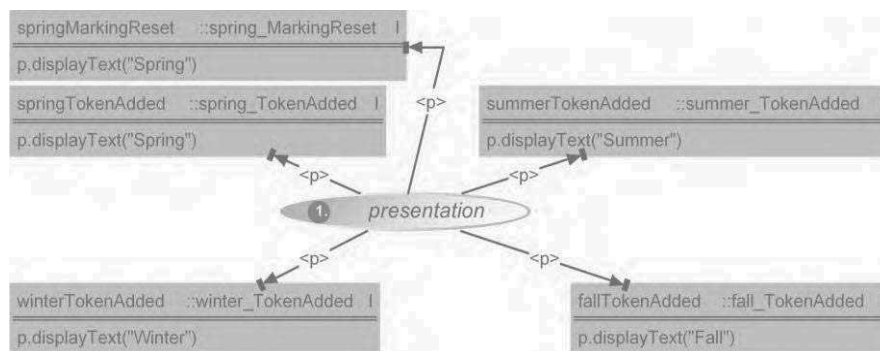 springMarkingReset ::spring_MarkingReset I
p.displayText("Spring")
springTokenAdded ::spring_TokenAdded I
p.displayText("Spring")
<p>
summerTokenAdded ::summer_TokenAdded
p.displayText("Summer")
<p>
<p>
1. presentation
<p>
<p>
winterTokenAdded ::winter_TokenAdded I
p.displayText("Winter")
fallTokenAdded ::fall_TokenAdded
p.displayText("Fall")